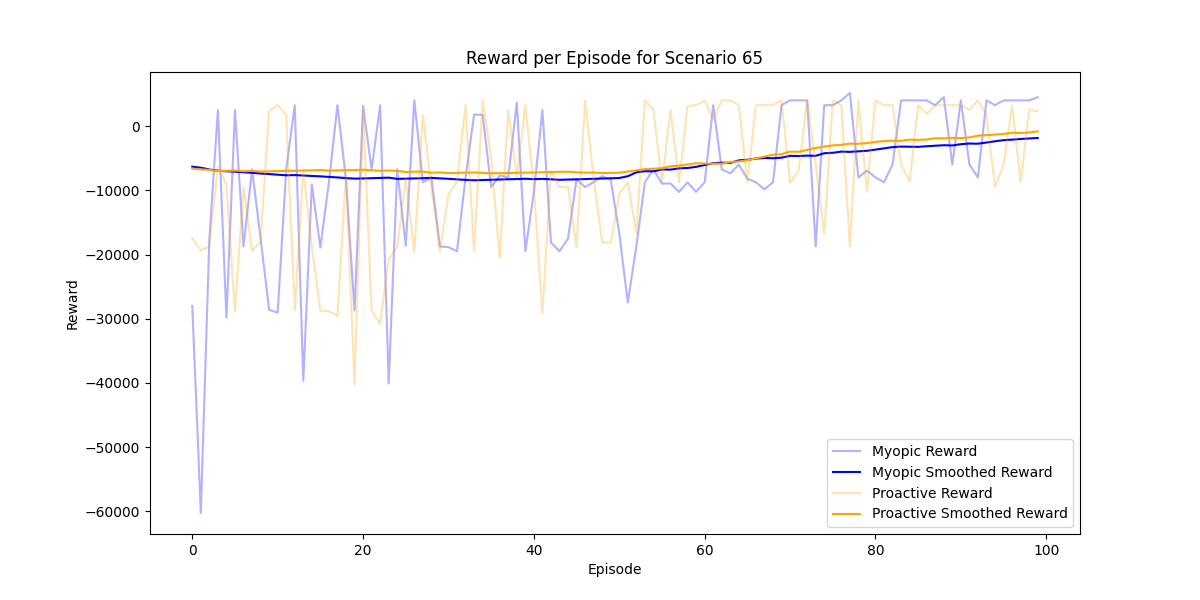 Reward per Episode for Scenario 65
Reward
0
−10000
−20000
−30000
−40000
−50000
−60000
0 20 40 60 80 100
Episode
Myopic Reward
Myopic Smoothed Reward
Proactive Reward
Proactive Smoothed Reward